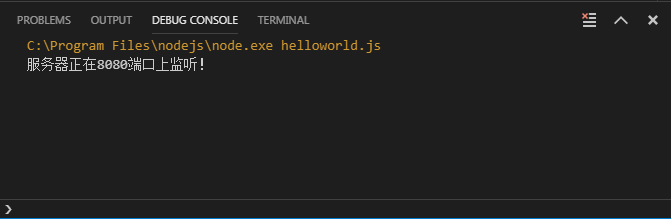 PROBLEMS OUTPUT DEBUG CONSOLE TERMINAL
C:\Program Files\nodejs\node.exe helloworld.js
服务器正在8080端口上监听!